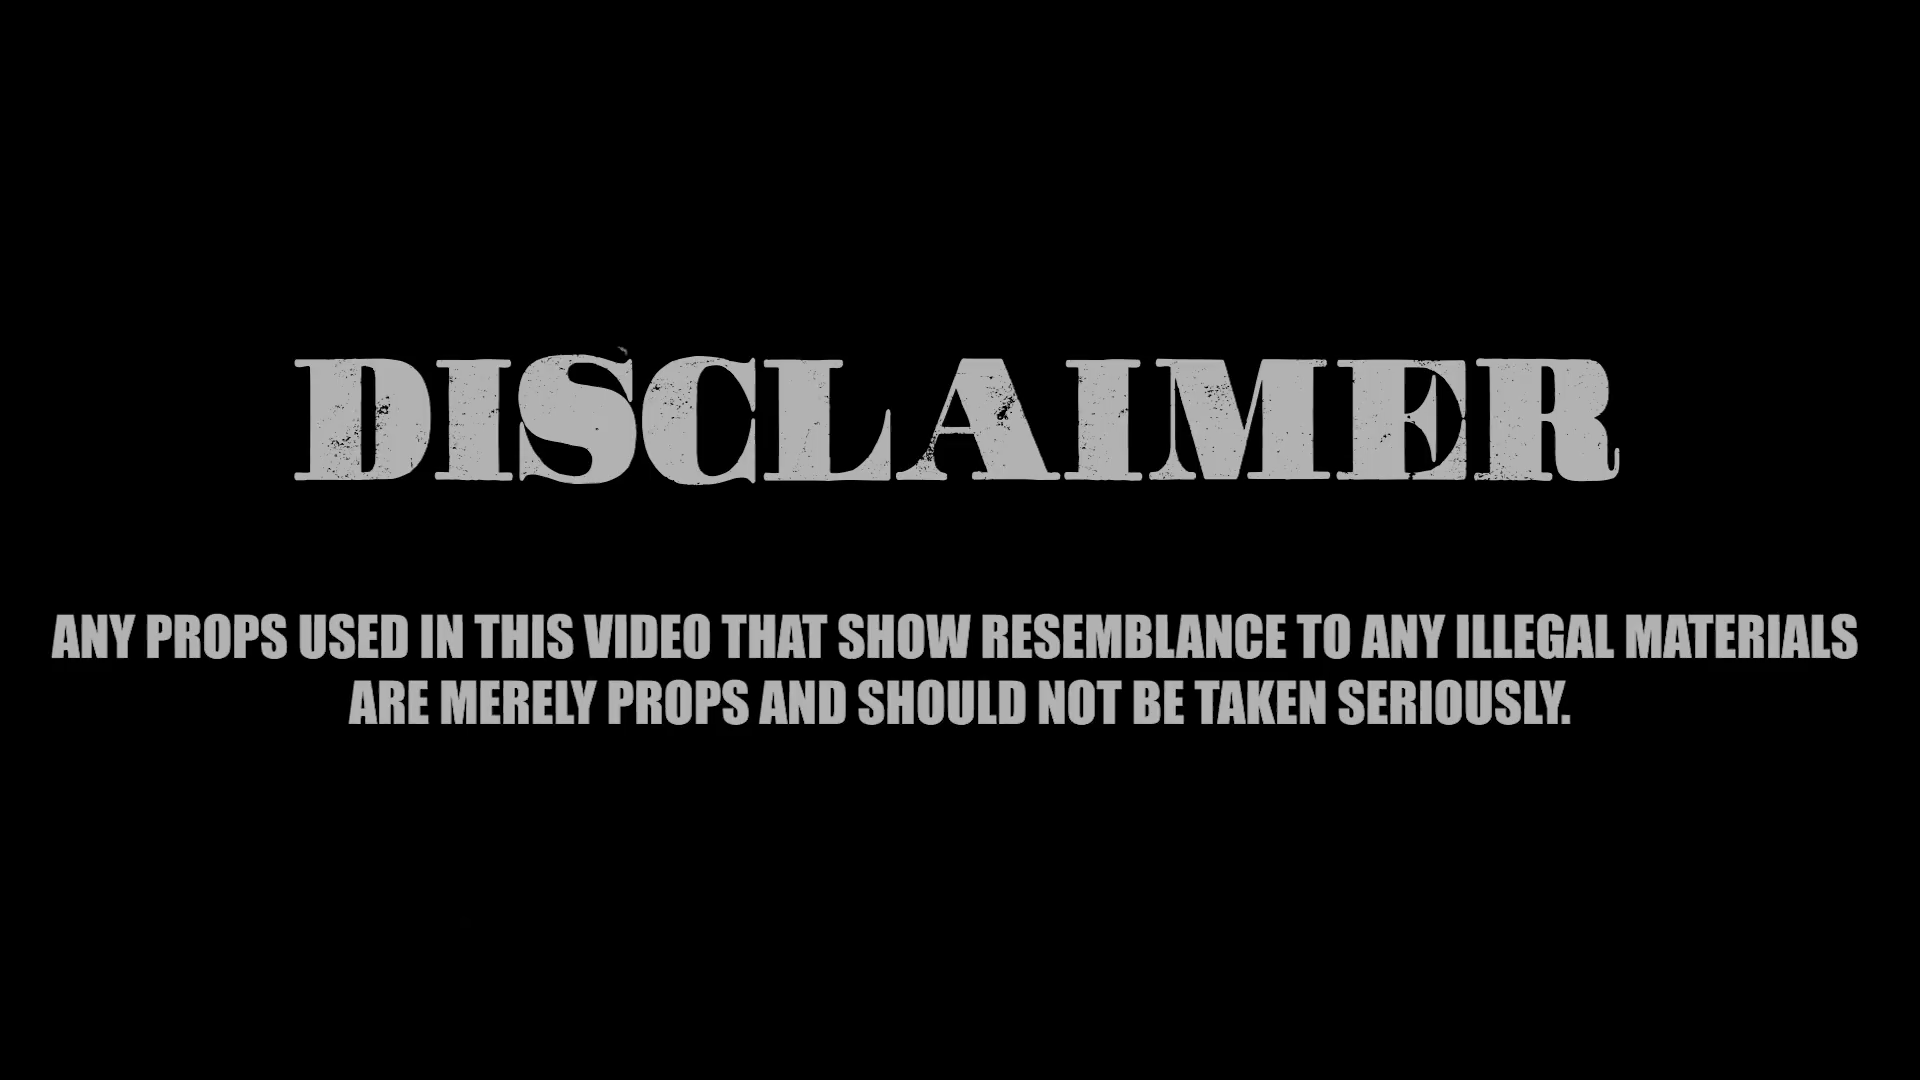 DISCLAIMER
ANY PROPS USED IN THIS VIDEO THAT SHOW RESEMBLANCE TO ANY ILLEGAL MATERIALS
ARE MERELY PROPS AND SHOULD NOT BE TAKEN SERIOUSLY.